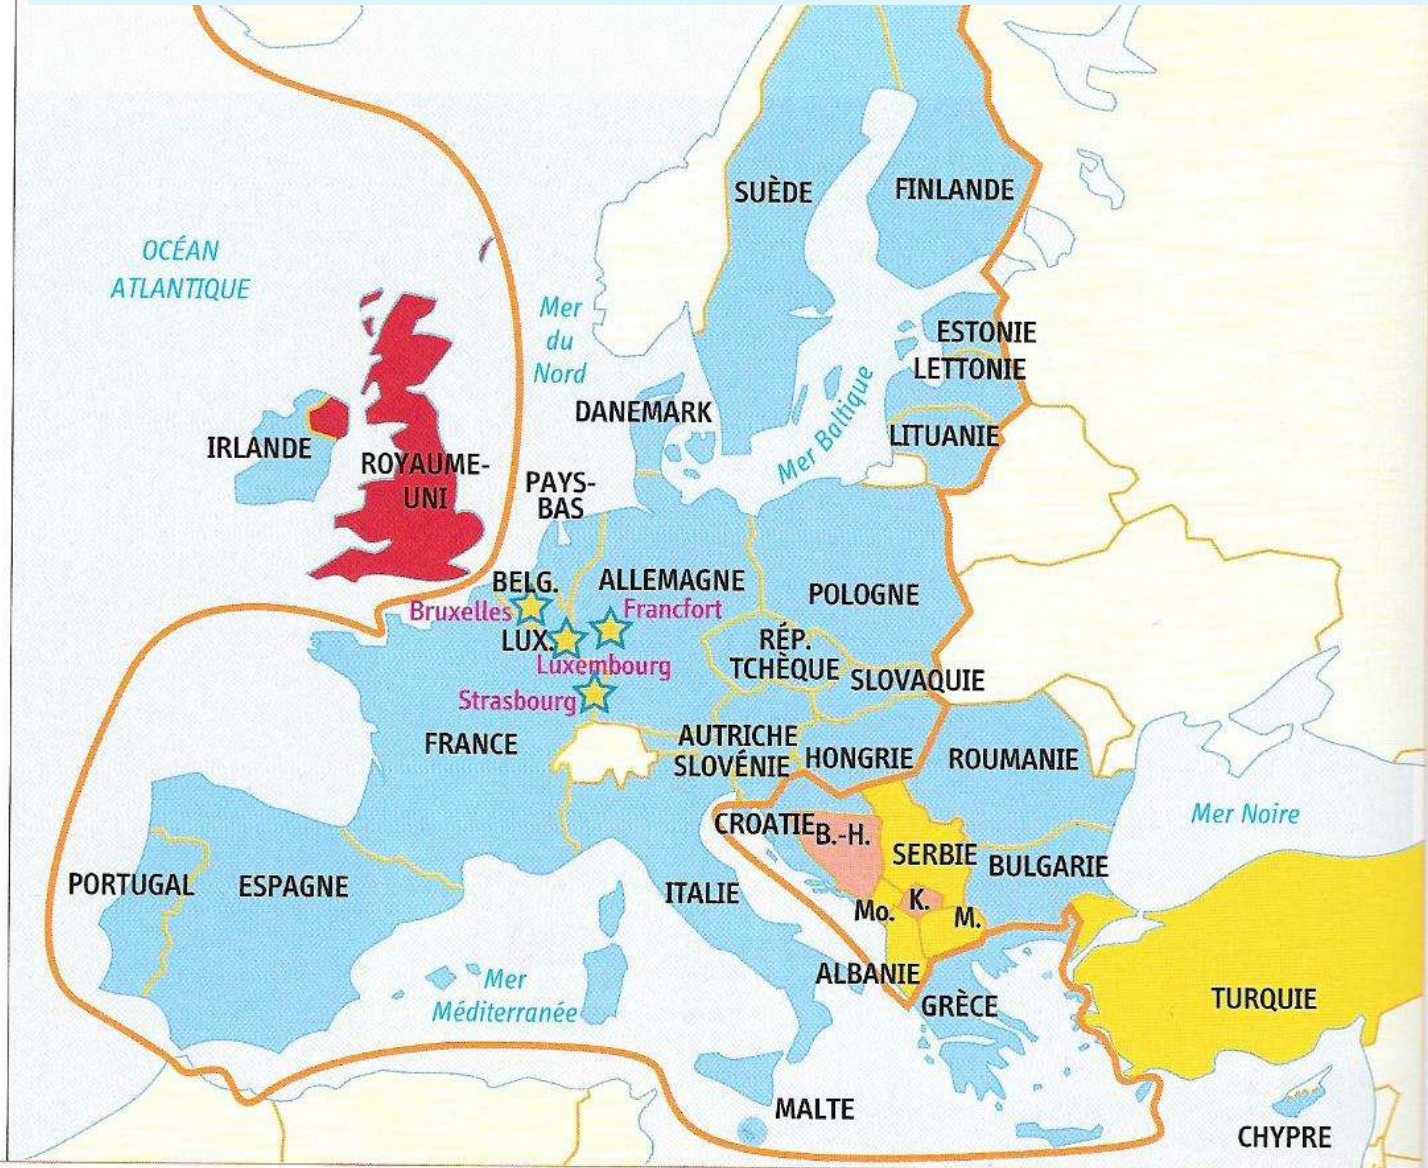 SUÈDE
FINLANDE
OCÉAN
ATLANTIQUE
Mer
du
Nord
ESTONIE
LETTONIE
DANEMARK
Mer Baltique
LITUANIE
IRLANDE
ROYAUME-
UNI
PAYS-
BAS
BELG.
ALLEMAGNE
POLOGNE
Bruxelles
Francfort
LUX.
RÉP.
TCHÈQUE
Luxembourg
SLOVAQUIE
Strasbourg
FRANCE
AUTRICHE
SLOVÉNIE
HONGRIE
ROUMANIE
Mer Noire
CROATIE
B.-H.
SERBIE
BULGARIE
PORTUGAL
ESPAGNE
ITALIE
K.
Mo.
M.
ALBANIE
Mer
Méditerranée
GRÈCE
TURQUIE
MALTE
CHYPRE